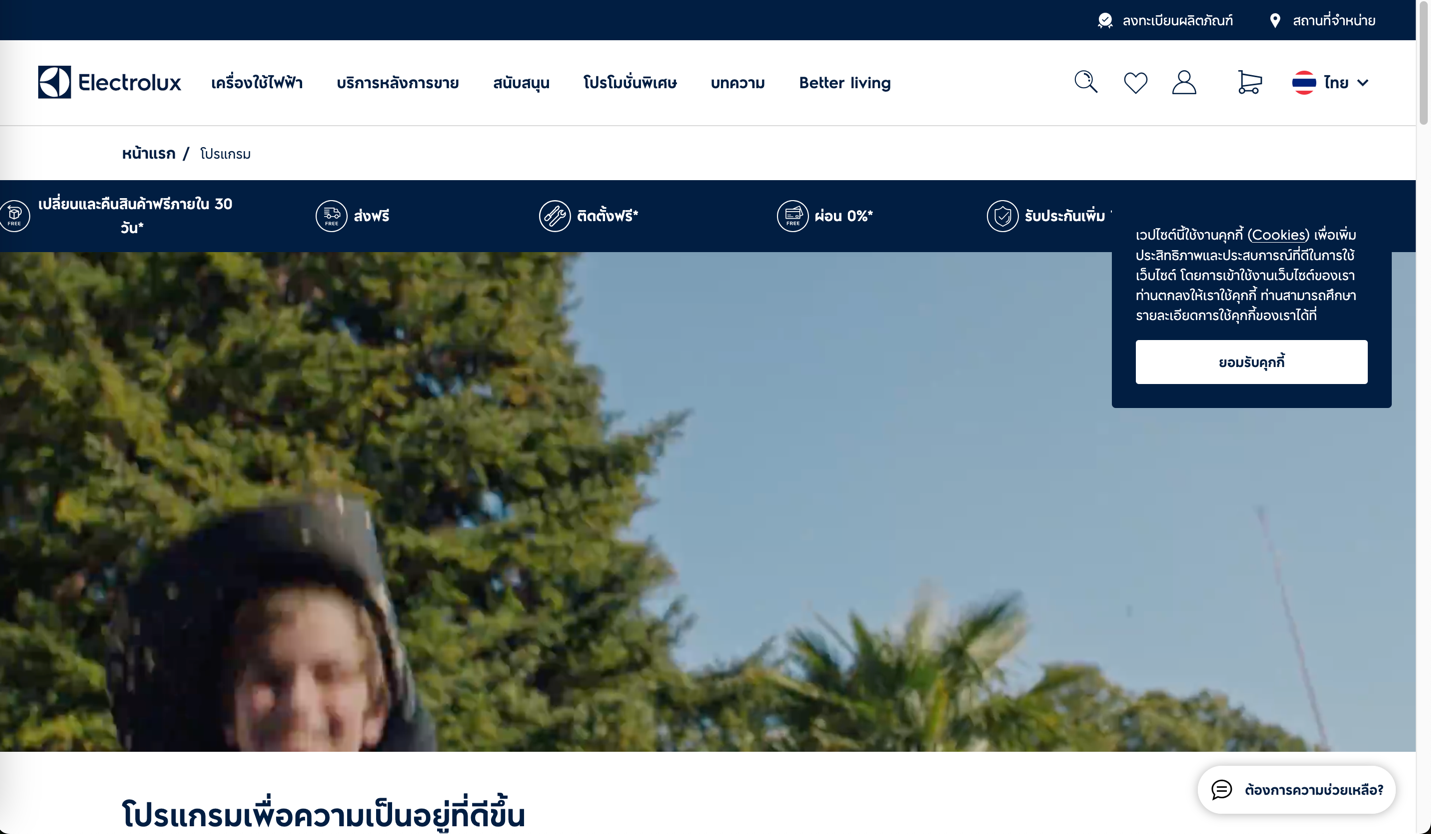 ลงทะเบียนผลิตภัณฑ์
สถานที่จำหน่าย
Electrolux
เครื่องใช้ไฟฟ้า
บริการหลังการขาย
สนับสนุน
โปรโมชั่นพิเศษ
บทความ
Better living
ไทย
หน้าแรก / โปรแกรม
FREE
เปลี่ยนและคืนสินค้าฟรีภายใน 30
วัน*
FREE
ส่งฟรี
ติดตั้งฟรี*
FREE
ผ่อน 0%*
รับประกันเพิ่ม
เวปไซต์นี้ใช้งานคุกกี้ (Cookies) เพื่อเพิ่ม
ประสิทธิภาพและประสบการณ์ที่ดีในการใช้
เว็บไซต์ โดยการเข้าใช้งานเว็บไซต์ของเรา
ท่านตกลงให้เราใช้คุกกี้ ท่านสามารถศึกษา
รายละเอียดการใช้คุกกี้ของเราได้ที่
ยอมรับคุกกี้
โปรแกรมเพื่อความเป็นอยู่ที่ดีขึ้น
ต้องการความช่วยเหลือ?